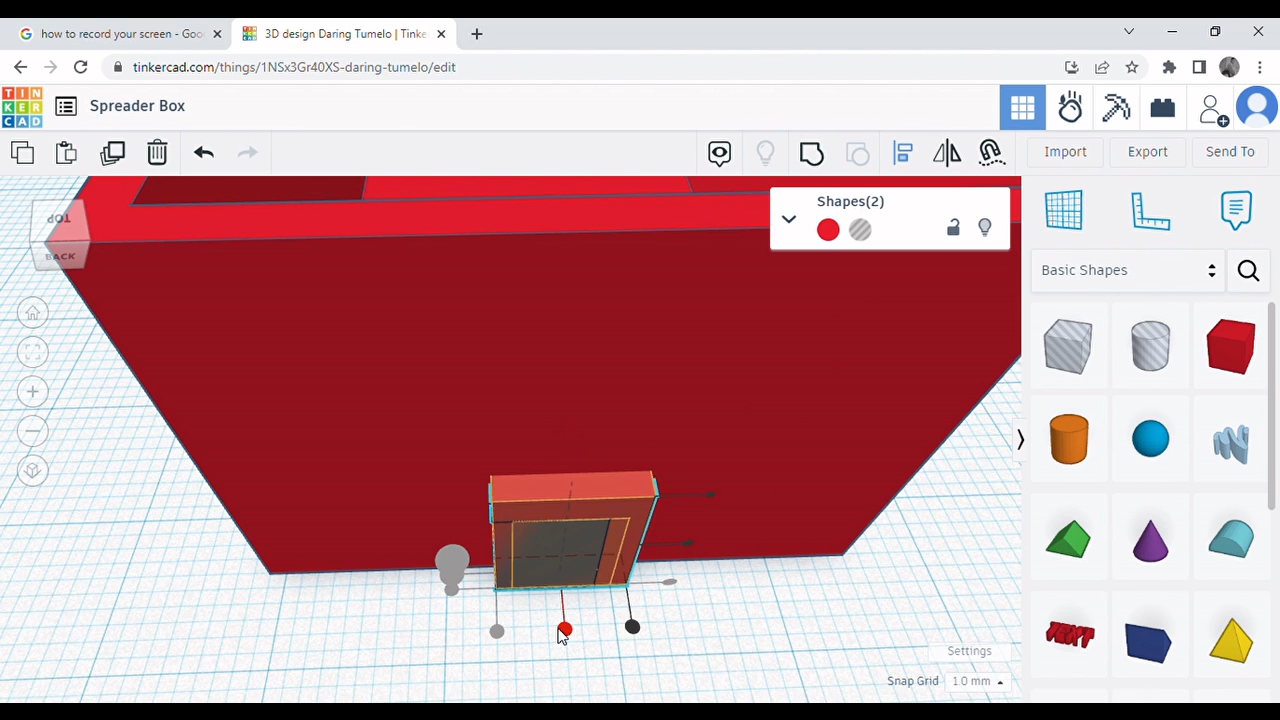 how to record your screen - Goo
3D design Daring Tumelo | Tinke
tinkercad.com/things/1NSx3Gr40XS-daring-tumelo/edit
TIN
KER
CAD
Spreader Box
Import
Export
Send To
Shapes(2)
TOP
BACK
Basic Shapes
TEXT
Settings
Snap Grid
1.0 mm